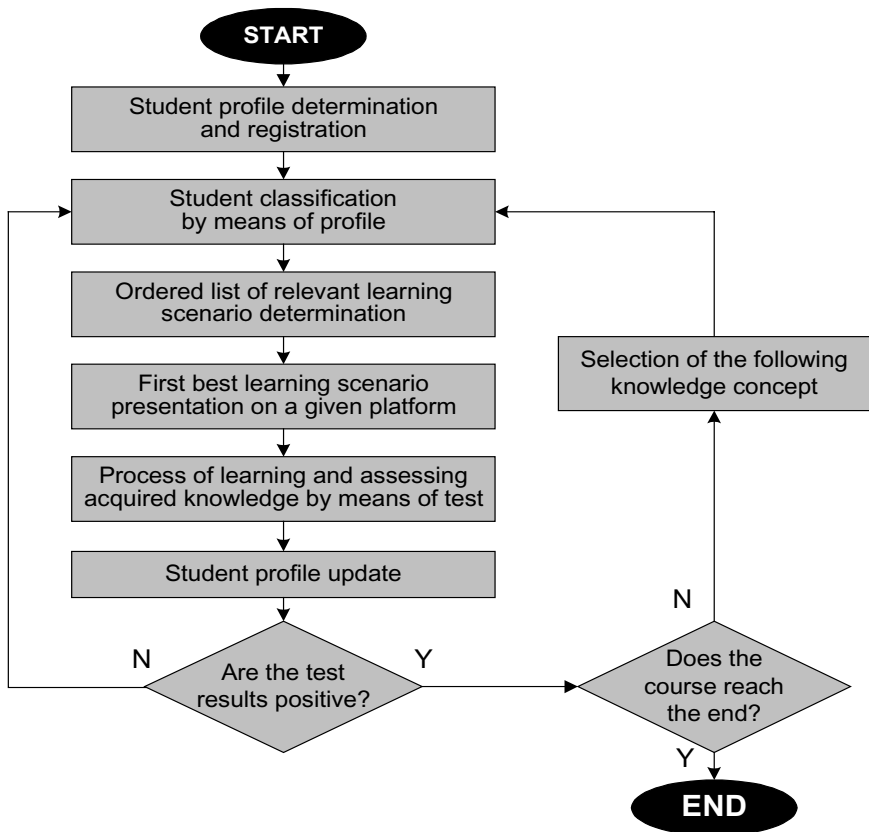 START
Student profile determination
and registration
Student classification
by means of profile
Ordered list of relevant learning
scenario determination
First best learning scenario
presentation on a given platform
Selection of the following
knowledge concept
Process of learning and assessing
acquired knowledge by means of test
Student profile update
N
Are the test
results positive?
Y
N
Does the
course reach
the end?
Y
END